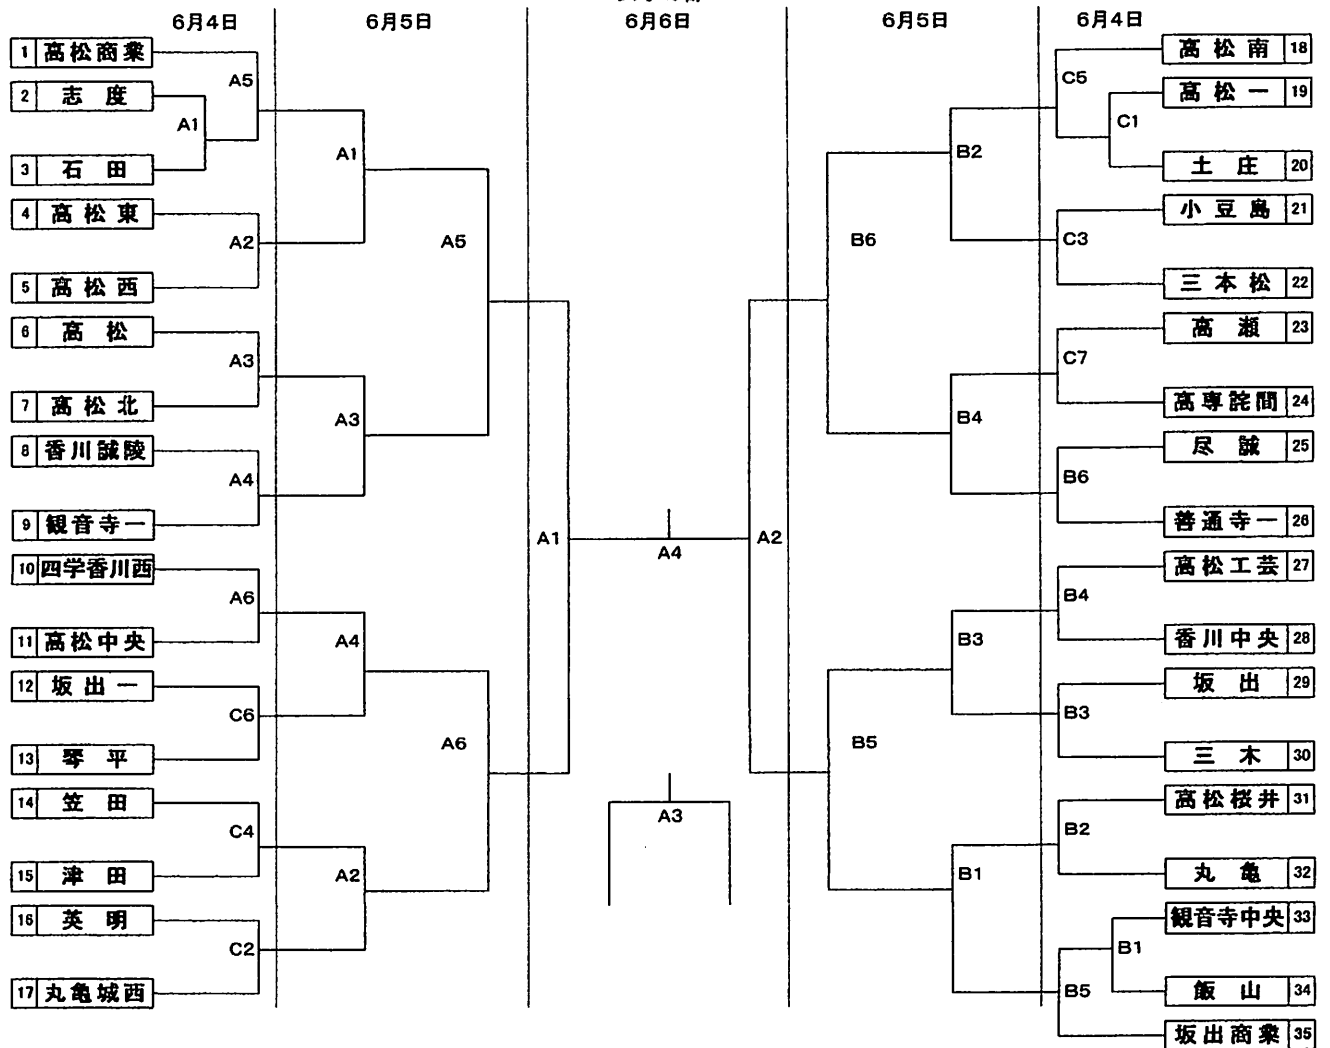 6月4日 6月5日 6月6日 6月5日 6月4日
1 高松商業
2 志度
3 石田
4 高松東
5 高松西
6 高松
7 高松北
8 香川誠陵
9 観音寺一
10 四学香川西
11 高松中央
12 坂出一
13 琴平
14 笠田
15 津田
16 英明
17 丸亀城西
A5
A1
A2
A3
A4
A6
C6
C4
C2
A1
A3
A4
A2
A5
A6
A1
A4
A3
A2
B6
B5
B2
B4
B3
B1
C5
C1
C3
C7
B6
B4
B3
B2
B1
B5
高松南 18
高松一 19
土庄 20
小豆島 21
三本松 22
高瀬 23
高専詫間 24
尽誠 25
善通寺一 26
高松工芸 27
香川中央 28
坂出 29
三木 30
高松桜井 31
丸亀 32
観音寺中央 33
飯山 34
坂出商業 35